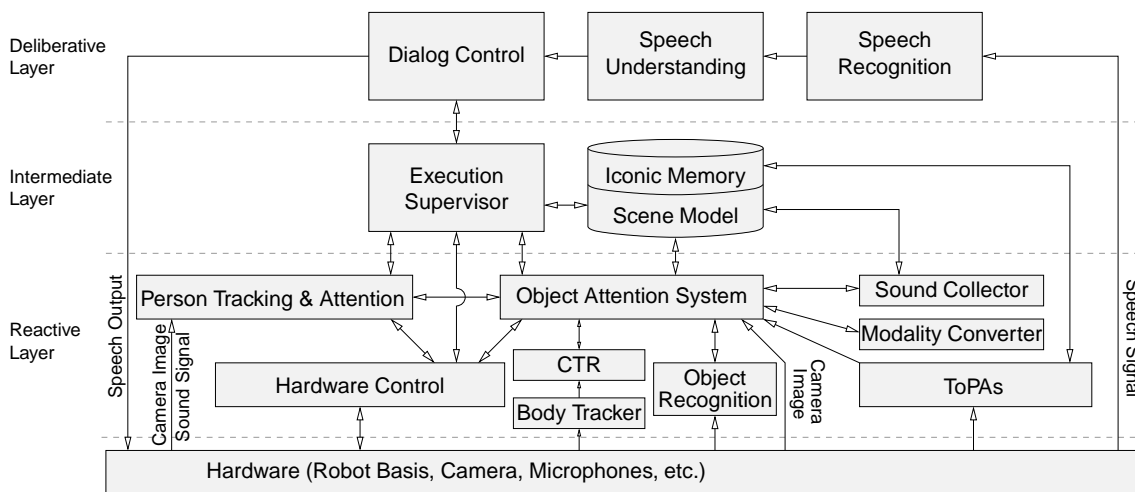 Deliberative
Layer
Dialog Control
Speech
Understanding
Speech
Recognition
Intermediate
Layer
Execution
Supervisor
Iconic Memory
Scene Model
Reactive
Layer
Speech Output
Camera Image
Sound Signal
Person Tracking & Attention
Object Attention System
Sound Collector
Modality Converter
Hardware Control
CTR
Body Tracker
Object
Recognition
Camera
Image
ToPAs
Speech Signal
Hardware (Robot Basis, Camera, Microphones, etc.)